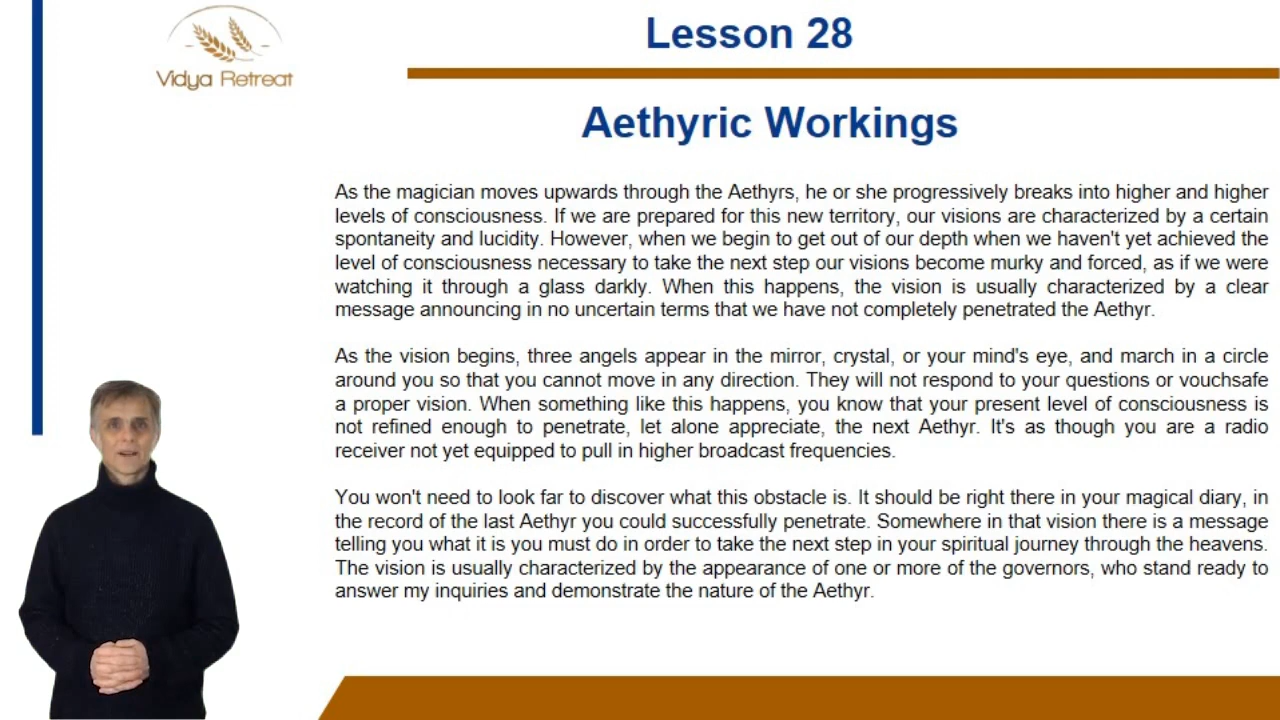 Vidya Retreat
Lesson 28
Aethyric Workings
As the magician moves upwards through the Aethyrs, he or she progressively breaks into higher and higher
levels of consciousness. If we are prepared for this new territory, our visions are characterized by a certain
spontaneity and lucidity. However, when we begin to get out of our depth when we haven't yet achieved the
level of consciousness necessary to take the next step our visions become murky and forced, as if we were
watching it through a glass darkly. When this happens, the vision is usually characterized by a clear
message announcing in no uncertain terms that we have not completely penetrated the Aethyr.
As the vision begins, three angels appear in the mirror, crystal, or your mind's eye, and march in a circle
around you so that you cannot move in any direction. They will not respond to your questions or vouchsafe
a proper vision. When something like this happens, you know that your present level of consciousness is
not refined enough to penetrate, let alone appreciate, the next Aethyr. It's as though you are a radio
receiver not yet equipped to pull in higher broadcast frequencies.
You won't need to look far to discover what this obstacle is. It should be right there in your magical diary, in
the record of the last Aethyr you could successfully penetrate. Somewhere in that vision there is a message
telling you what it is you must do in order to take the next step in your spiritual journey through the heavens.
The vision is usually characterized by the appearance of one or more of the governors, who stand ready to
answer my inquiries and demonstrate the nature of the Aethyr.